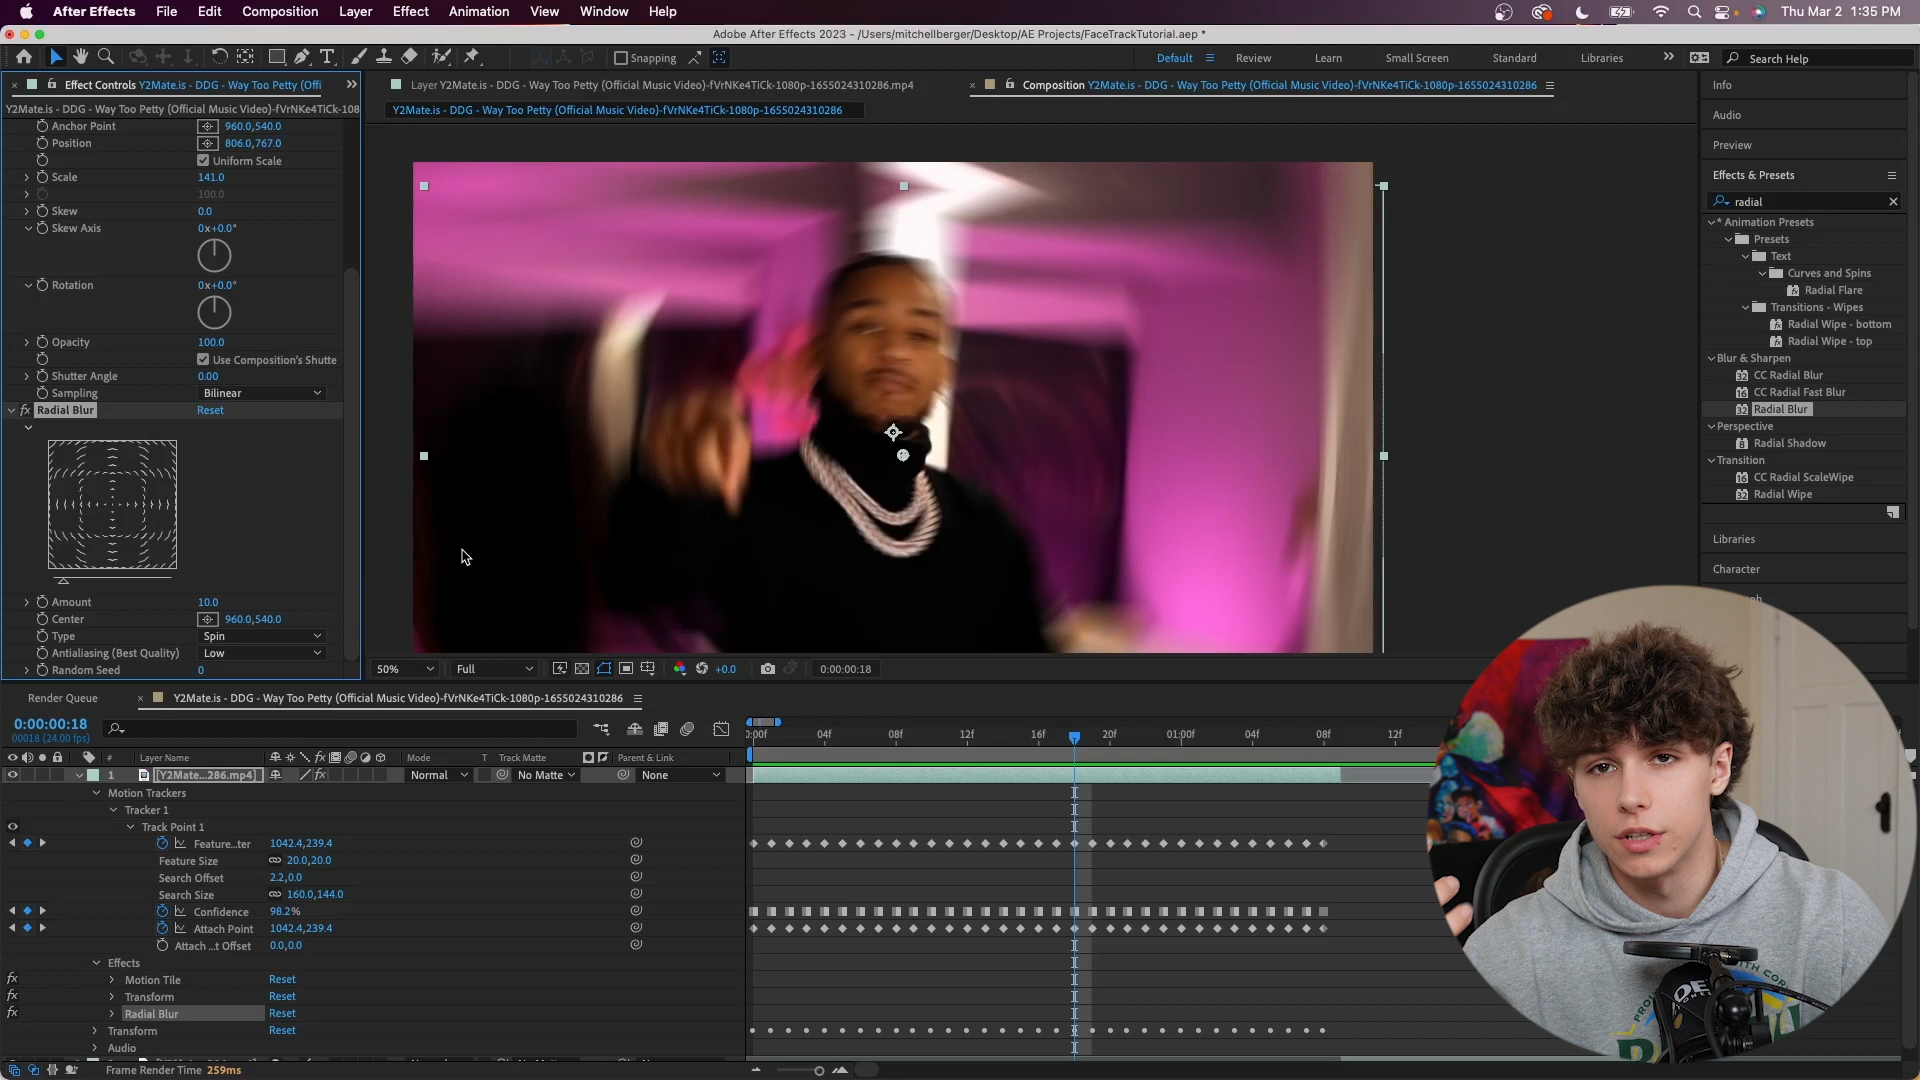 After Effects File Edit Composition Layer Effect Animation View Window Help Thu Mar 2 1:35 PM
Adobe After Effects 2023 - /Users/mitchellberger/Desktop/AE Projects/FaceTrackTutorial.aep *
Snapping Default Review Learn Small Screen Standard Libraries Search Help
Effect Controls Y2Mate.is - DDG - Way Too Petty (Offi
Layer Y2Mate.is - DDG - Way Too Petty (Official Music Video)-fVrNKe4TiCk-1080p-1655024310286.mp4
Composition Y2Mate.is - DDG - Way Too Petty (Official Music Video)-fVrNKe4TiCk-1080p-1655024310286
Info
Y2Mate.is - DDG - Way Too Petty (Official Music Video)-fVrNKe4TiCk-108
Y2Mate.is - DDG - Way Too Petty (Official Music Video)-fVrNKe4TiCk-1080p-1655024310286
Audio
Anchor Point 960.0,540.0
Position 806.0,767.0
Preview
Uniform Scale
Scale 141.0
Effects & Presets
100.0
radial
Skew 0.0
* Animation Presets
Skew Axis 0x+0.0°
Presets
Text
Curves and Spins
Rotation 0x+0.0°
Radial Flare
Transitions - Wipes
Radial Wipe - bottom
Opacity 100.0
Radial Wipe - top
Use Composition's Shutte
Blur & Sharpen
Shutter Angle 0.00
CC Radial Blur
Sampling Bilinear
CC Radial Fast Blur
Radial Blur Reset
Radial Blur
Perspective
Radial Shadow
Transition
CC Radial ScaleWipe
Radial Wipe
Libraries
Character
Amount 10.0
Center 960.0,540.0
Type Spin
Antialiasing (Best Quality) Low
Random Seed 0
50% Full +0.0 0:00:00:18
Render Queue Y2Mate.is - DDG - Way Too Petty (Official Music Video)-fVrNKe4TiCk-1080p-1655024310286
0:00:00:18
00018 (24.00 fps)
:00f 04f 08f 12f 16f 20f 01:00f 04f 08f 12f
# Layer Name Mode T Track Matte Parent & Link
1 [Y2Mate...286.mp4] Normal No Matte None
Motion Trackers
Tracker 1
Track Point 1
Feature...ter 1042.4,239.4
Feature Size 20.0,20.0
Search Offset 2.2,0.0
Search Size 160.0,144.0
Confidence 98.2%
Attach Point 1042.4,239.4
Attach ...t Offset 0.0,0.0
Effects
Motion Tile Reset
Transform Reset
Radial Blur Reset
Transform Reset
Audio
Frame Render Time 259ms